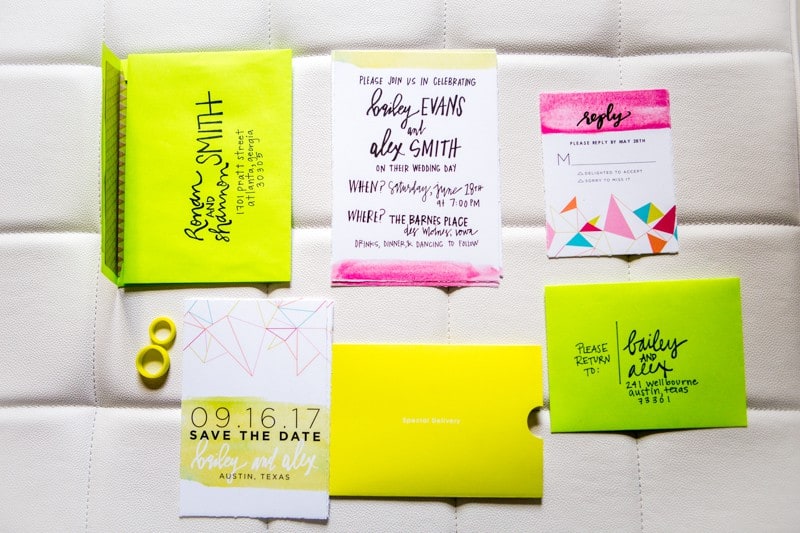 Ronan
AND
shannon SMITH
1701 pratt street
atlanta, georgia
30305
PLEASE JOIN US IN CELEBRATING
bailey EVANS
and
alex SMITH
ON THEIR WEDDING DAY
WHEN? Saturday, June 28TH
at 7:00 PM
WHERE? THE BARNES PLACE
des Moines, iowa
DRINKS, DINNER, & DANCING TO FOLLOW
reply
PLEASE REPLY BY MAY 28TH
M
DELIGHTED TO ACCEPT
SORRY TO MISS IT
09.16.17
SAVE THE DATE
bailey and alex
AUSTIN, TEXAS
Special Delivery
PLEASE
RETURN
TO:
bailey
AND
alex
241 wellbourne
austin, texas
73361